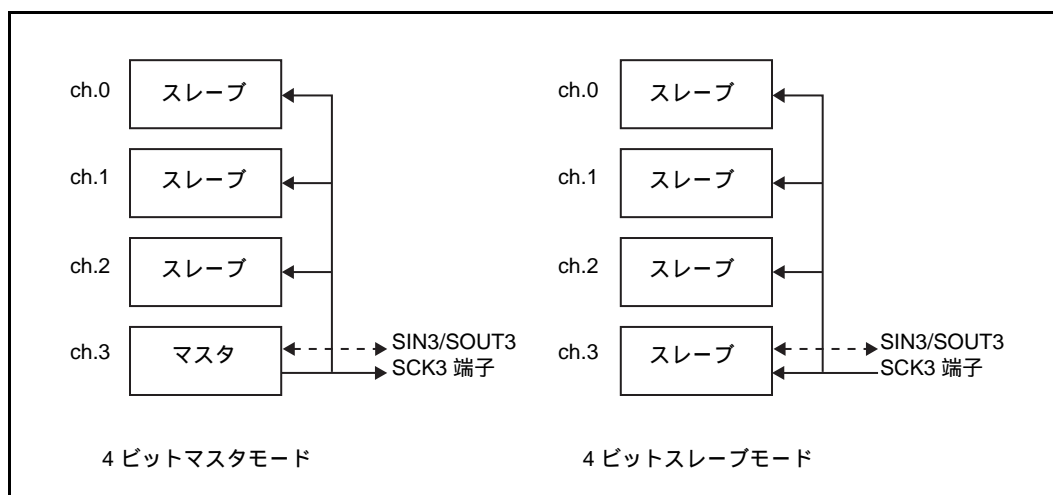 ch.0 スレーブ
ch.1 スレーブ
ch.2 スレーブ
ch.3 マスタ
SIN3/SOUT3
SCK3 端子
4 ビットマスタモード
ch.0 スレーブ
ch.1 スレーブ
ch.2 スレーブ
ch.3 スレーブ
SIN3/SOUT3
SCK3 端子
4 ビットスレーブモード